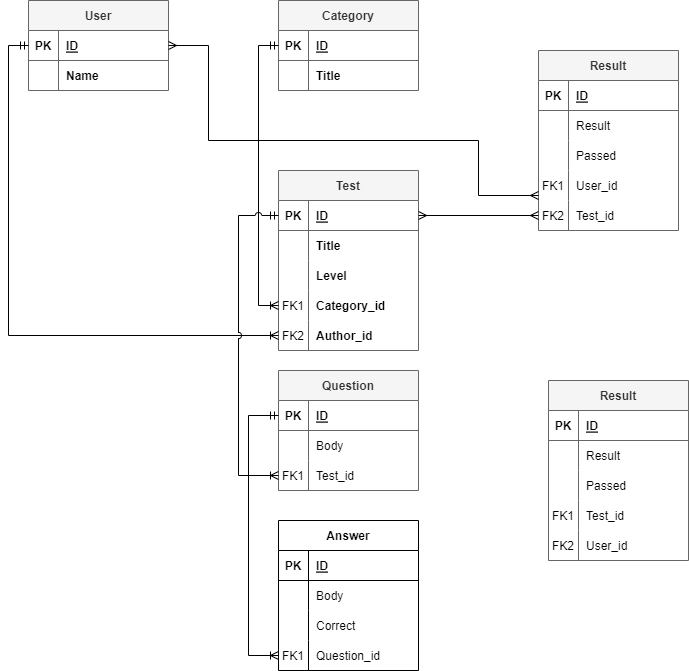 User
PK ID
Name
Category
PK ID
Title
Result
PK ID
Result
Passed
FK1 User_id
FK2 Test_id
Test
PK ID
Title
Level
FK1 Category_id
FK2 Author_id
Question
PK ID
Body
FK1 Test_id
Result
PK ID
Result
Passed
FK1 Test_id
FK2 User_id
Answer
PK ID
Body
Correct
FK1 Question_id